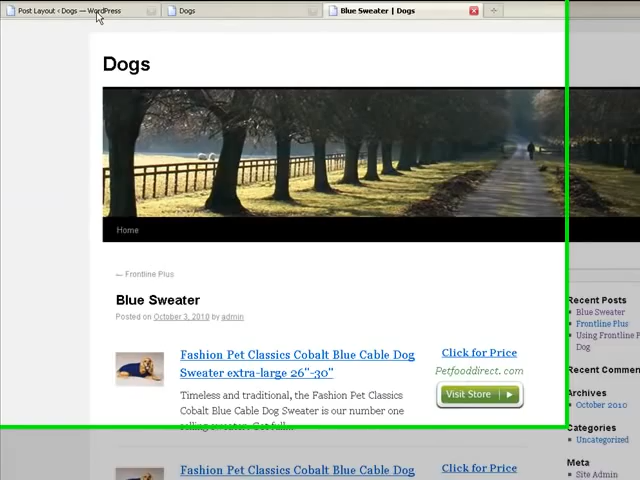 Post Layout ‹ Dogs — WordPress
Dogs
Blue Sweater | Dogs
Dogs
Home
← Frontline Plus
Blue Sweater
Posted on October 3, 2010 by admin
Fashion Pet Classics Cobalt Blue Cable Dog
Sweater extra-large 26"-30"
Timeless and traditional, the Fashion Pet Classics
Cobalt Blue Cable Dog Sweater is our number one
selling sweater. Get full...
Click for Price
Petfooddirect.com
Visit Store
Fashion Pet Classics Cobalt Blue Cable Dog
Click for Price
Recent Posts
Blue Sweater
Frontline Plus
Using Frontline P
Dog
Recent Commen
Archives
October 2010
Categories
Uncategorized
Meta
Site Admin